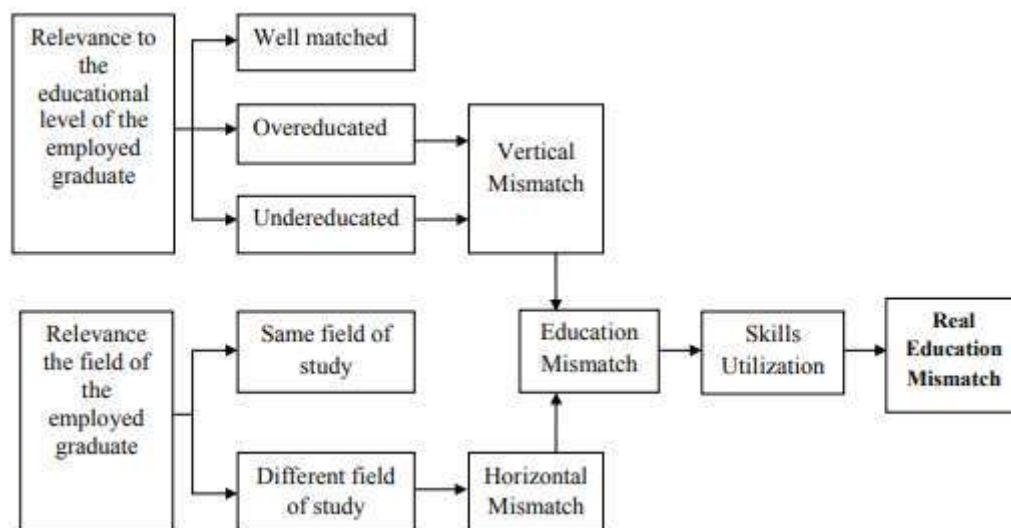 Relevance to
the
educational
level of the
employed
graduate
Well matched
Overeducated
Undereducated
Vertical
Mismatch
Relevance
the field of
the
employed
graduate
Same field of
study
Different field
of study
Horizontal
Mismatch
Education
Mismatch
Skills
Utilization
Real
Education
Mismatch